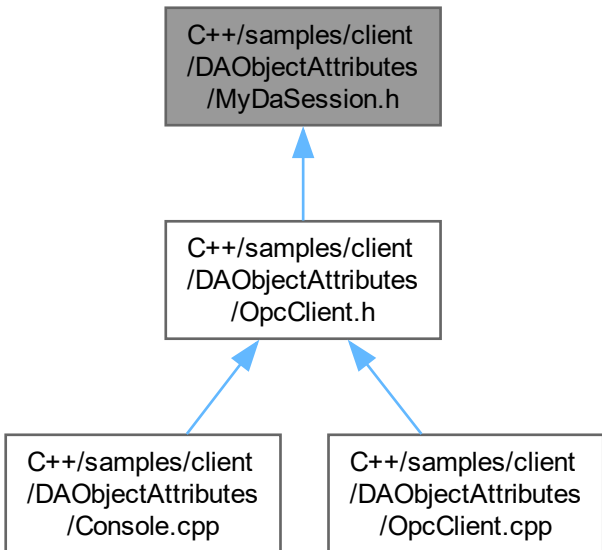 C++/samples/client
/DAObjectAttributes
/MyDaSession.h
C++/samples/client
/DAObjectAttributes
/OpcClient.h
C++/samples/client
/DAObjectAttributes
/Console.cpp
C++/samples/client
/DAObjectAttributes
/OpcClient.cpp